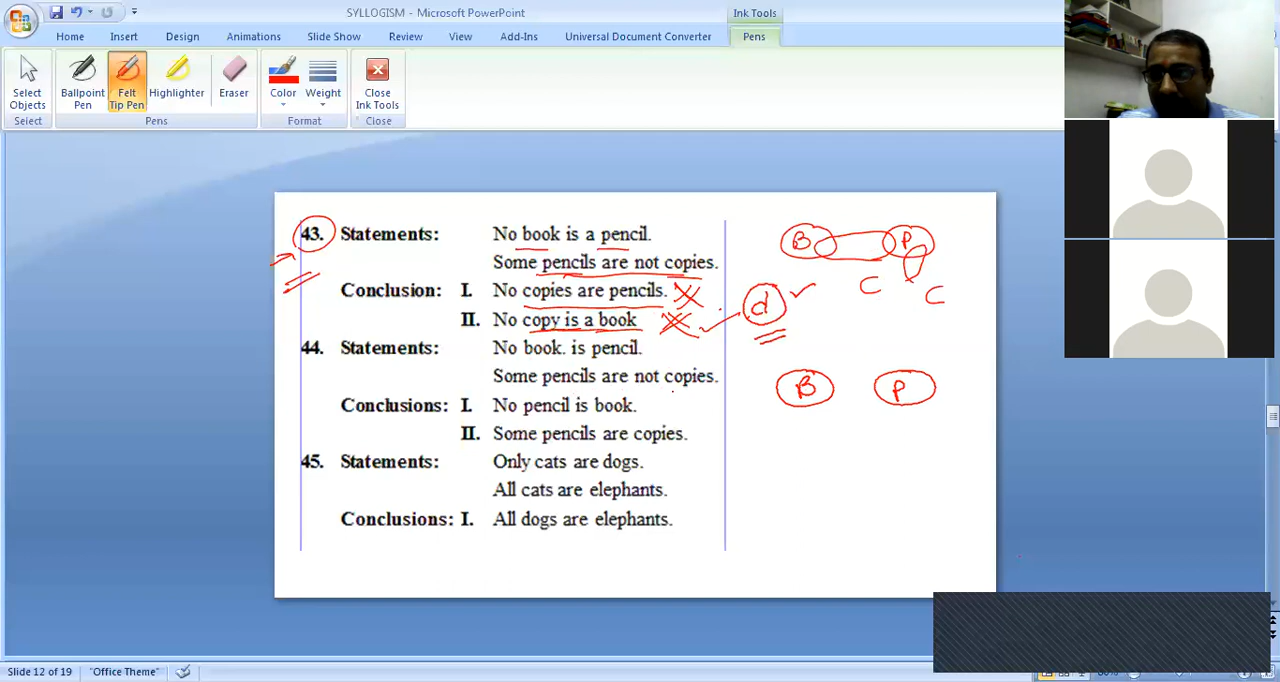 SYLLOGISM - Microsoft PowerPoint
Ink Tools
Home Insert Design Animations Slide Show Review View Add-Ins Universal Document Converter Pens
Select Objects
Ballpoint Pen
Felt Tip Pen
Highlighter
Eraser
Color
Weight
Close Ink Tools
Select Pens Format Close
43. Statements: No book is a pencil.
Some pencils are not copies.
Conclusion: I. No copies are pencils.
II. No copy is a book
B P
C C
d
44. Statements: No book. is pencil.
Some pencils are not copies.
B P
Conclusions: I. No pencil is book.
II. Some pencils are copies.
45. Statements: Only cats are dogs.
All cats are elephants.
Conclusions: I. All dogs are elephants.
Slide 12 of 19 "Office Theme"